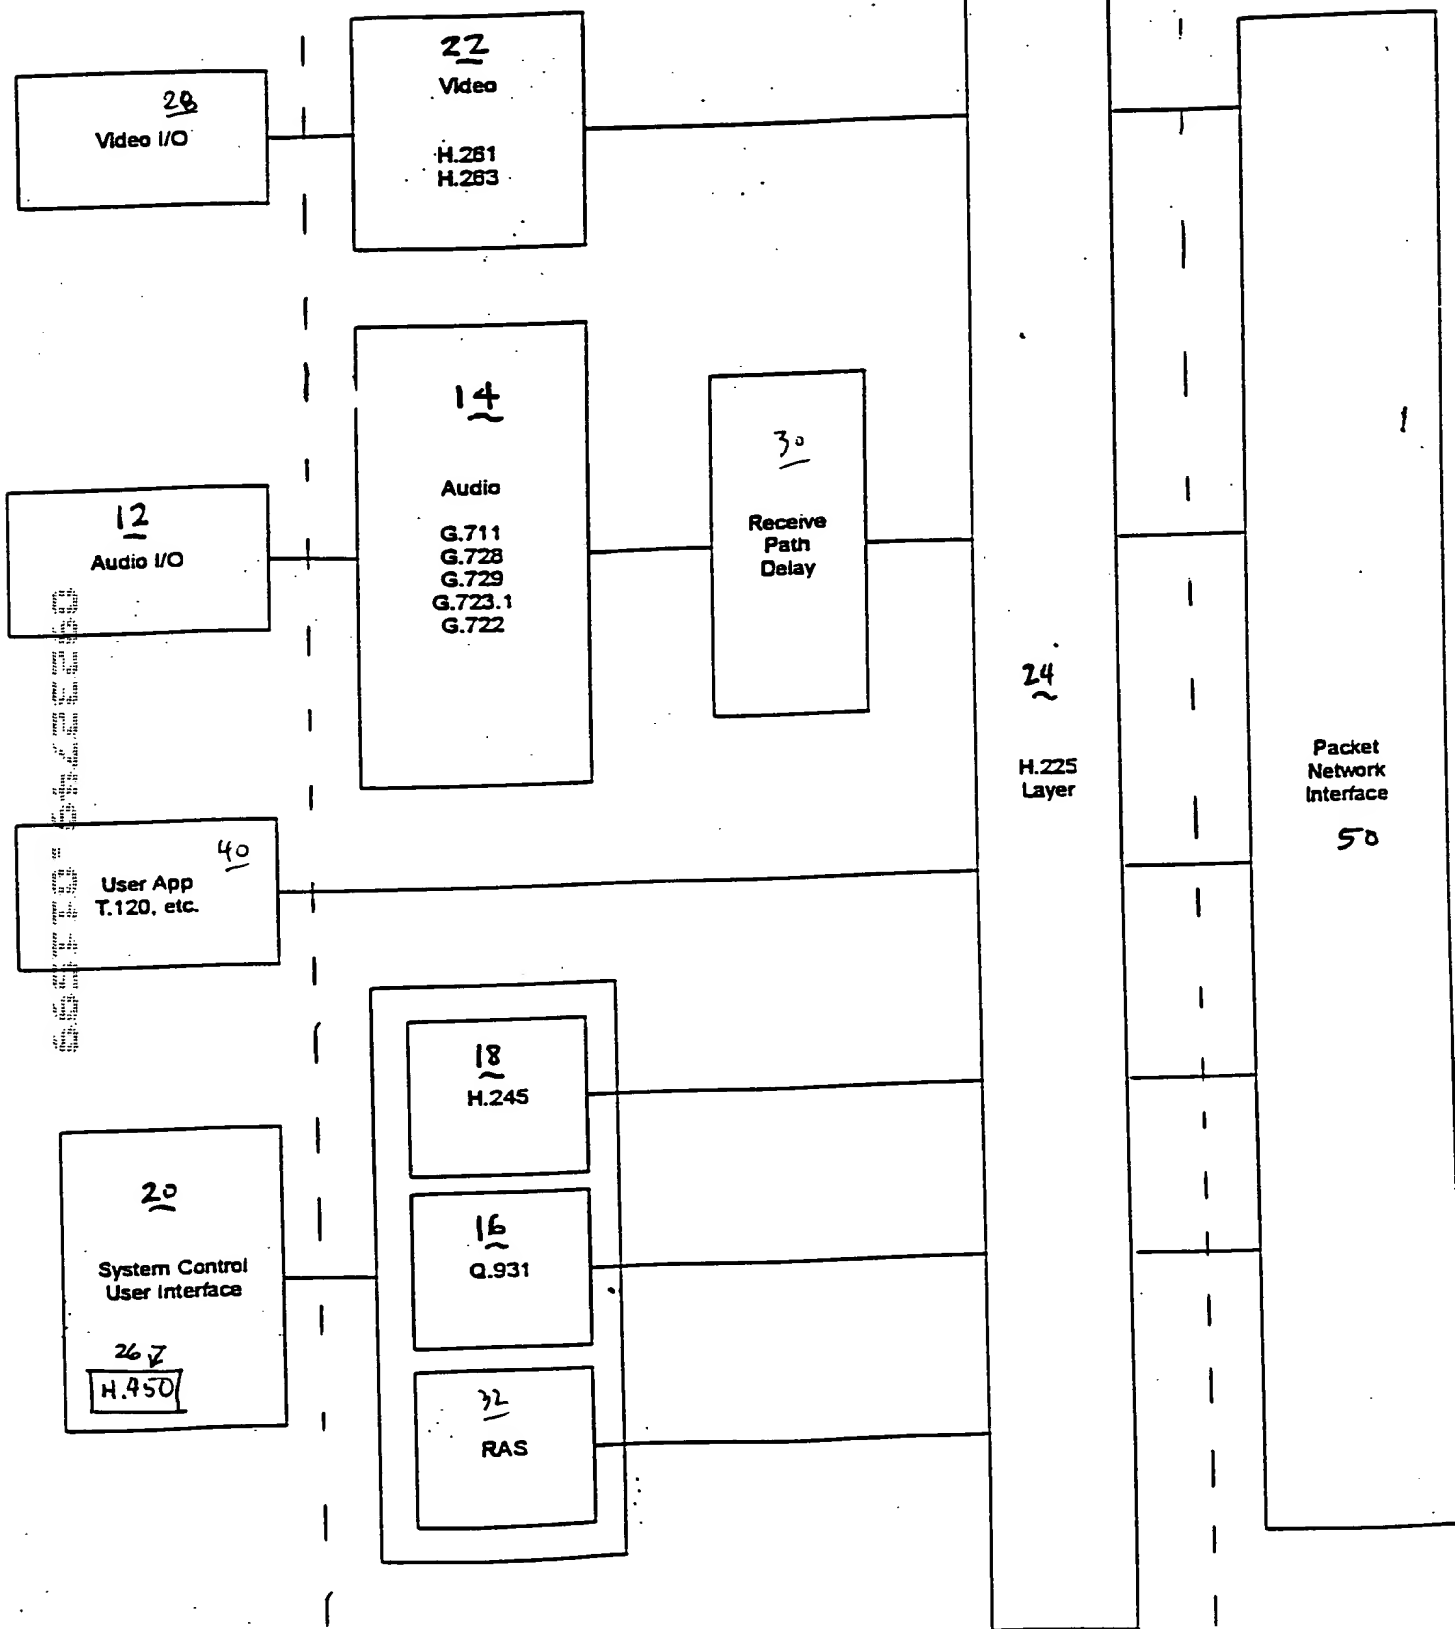 22
Video
H.261
H.263
28
Video I/O
14
Audio
G.711
G.728
G.729
G.723.1
G.722
30
Receive
Path
Delay
12
Audio I/O
24
H.225
Layer
Packet
Network
Interface
50
40
User App
T.120, etc.
18
H.245
20
System Control
User Interface
26
H.450
16
Q.931
32
RAS